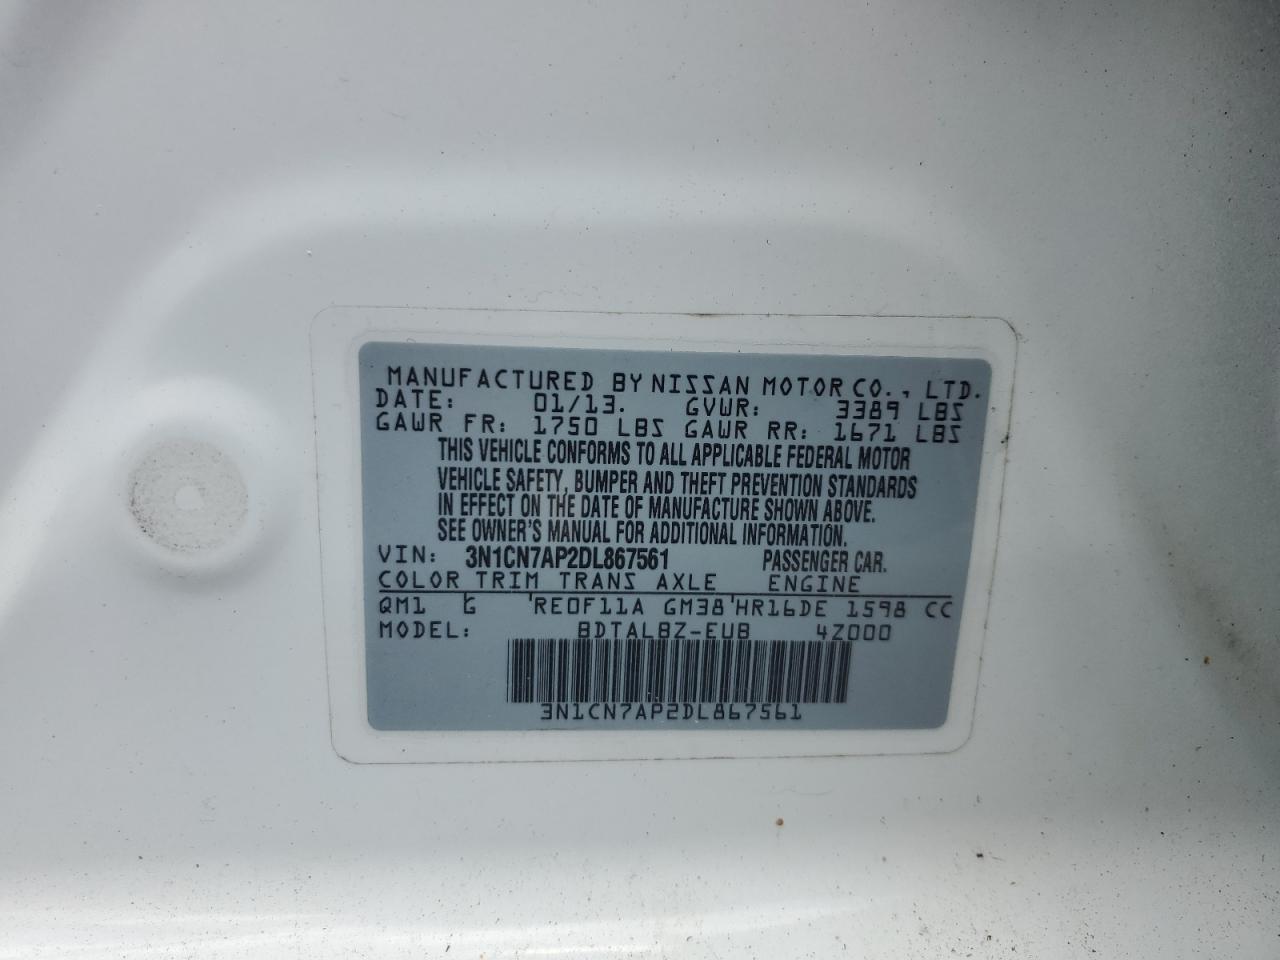 MANUFACTURED BY NISSAN MOTOR CO., LTD.
DATE: 01/13. GVWR: 3389 LBS
GAWR FR: 1750 LBS GAWR RR: 1671 LBS
THIS VEHICLE CONFORMS TO ALL APPLICABLE FEDERAL MOTOR
VEHICLE SAFETY, BUMPER AND THEFT PREVENTION STANDARDS
IN EFFECT ON THE DATE OF MANUFACTURE SHOWN ABOVE.
SEE OWNER'S MANUAL FOR ADDITIONAL INFORMATION.
VIN: 3N1CN7AP2DL867561 PASSENGER CAR.
COLOR TRIM TRANS AXLE ENGINE
QM1 G 'RE0F11A GM38'HR16DE 1598 CC
MODEL: BDTALBZ-EUB 4Z000
3N1CN7AP2DL867561